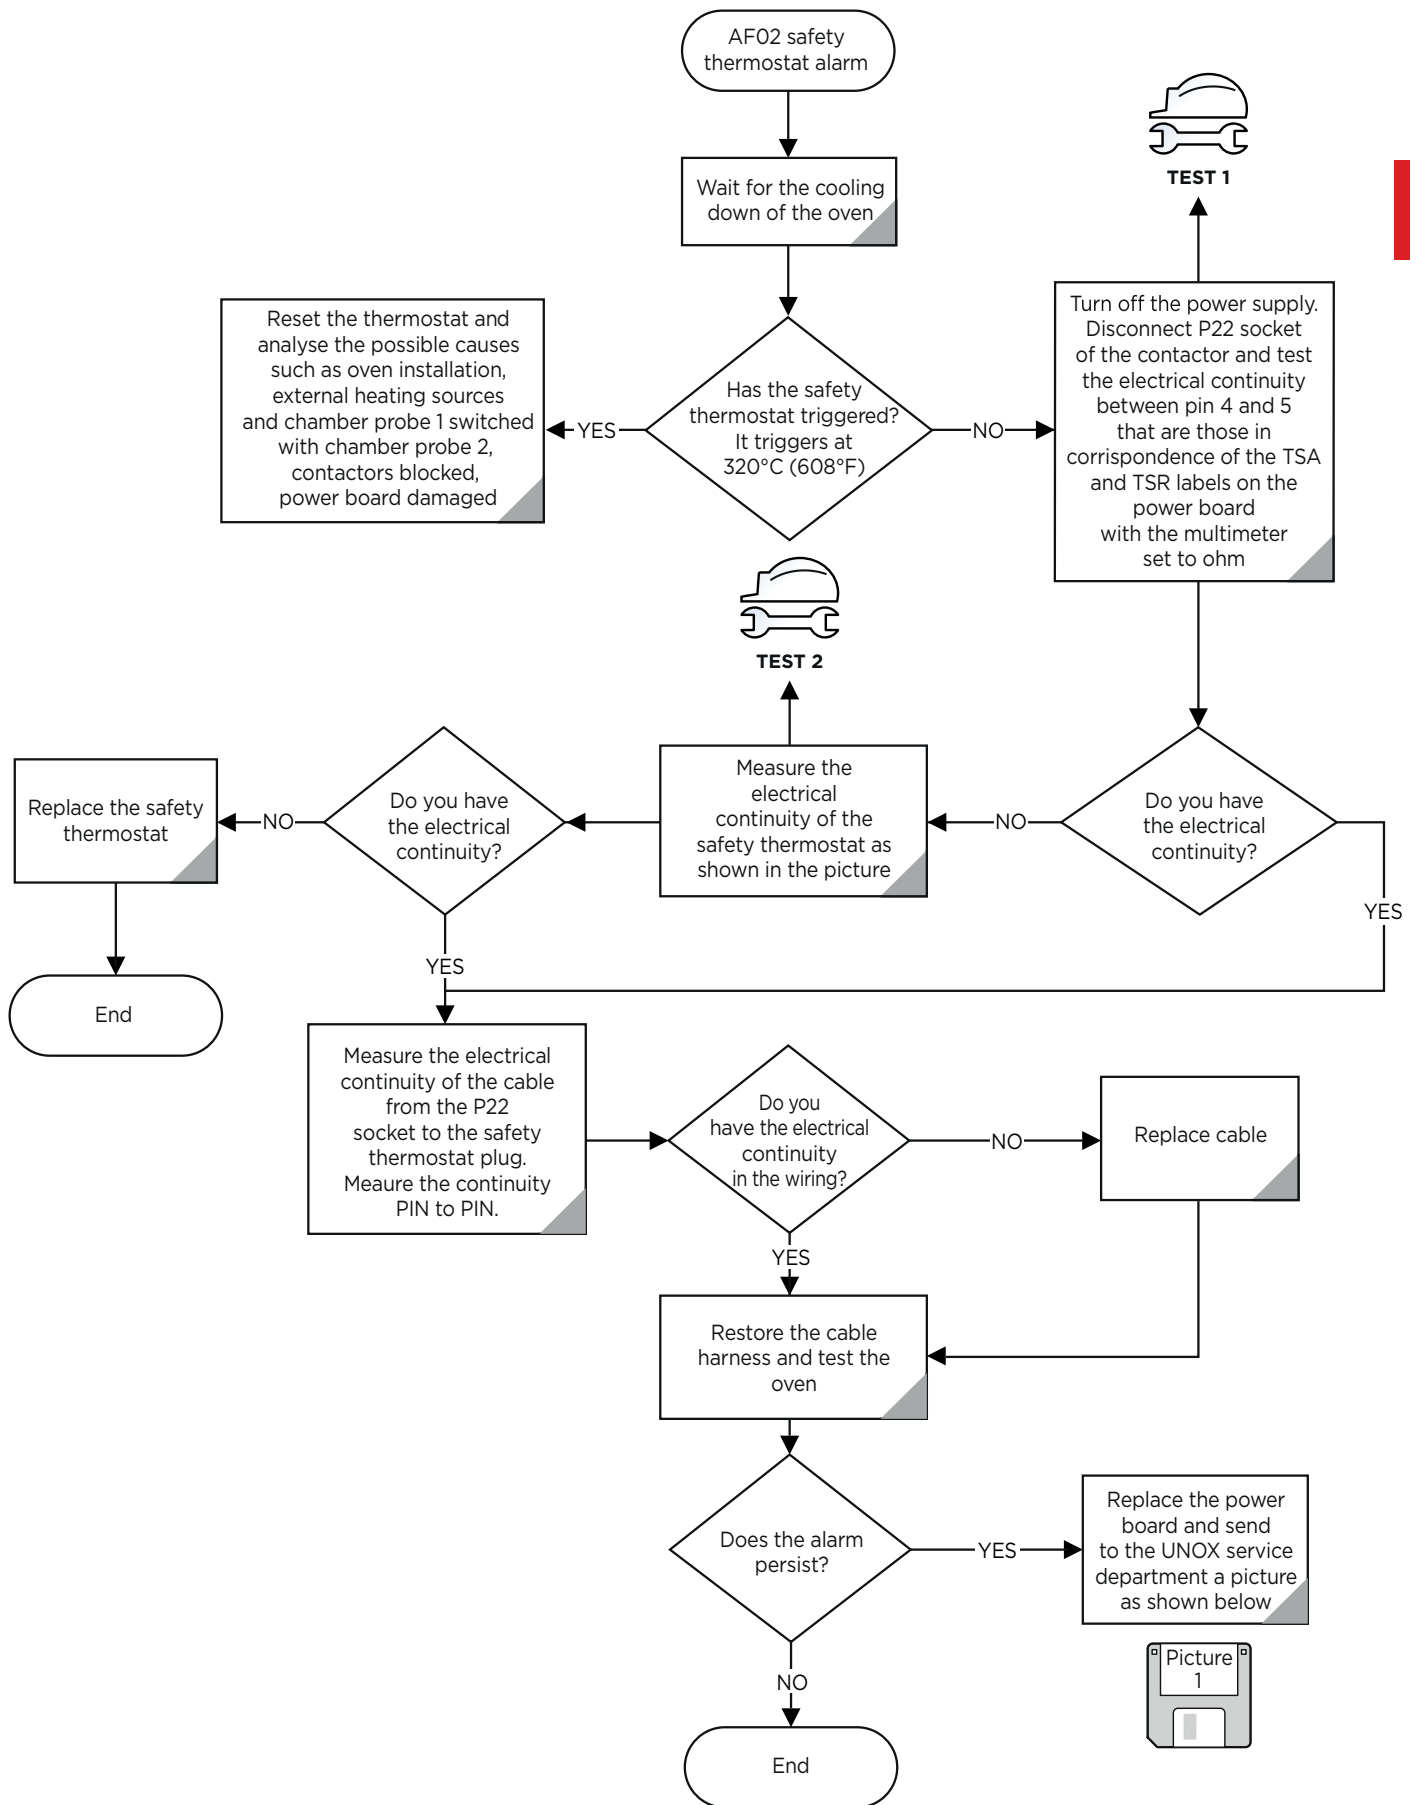 AF02 safety
thermostat alarm
TEST 1
Wait for the cooling
down of the oven
Reset the thermostat and
analyse the possible causes
such as oven installation,
external heating sources
and chamber probe 1 switched
with chamber probe 2,
contactors blocked,
power board damaged
YES
Has the safety
thermostat triggered?
It triggers at
320°C (608°F)
NO
Turn off the power supply.
Disconnect P22 socket
of the contactor and test
the electrical continuity
between pin 4 and 5
that are those in
corrispondence of the TSA
and TSR labels on the
power board
with the multimeter
set to ohm
TEST 2
Replace the safety
thermostat
NO
Do you have
the electrical
continuity?
Measure the
electrical
continuity of the
safety thermostat as
shown in the picture
NO
Do you have
the electrical
continuity?
YES
YES
End
Measure the electrical
continuity of the cable
from the P22
socket to the safety
thermostat plug.
Meaure the continuity
PIN to PIN.
Do you
have the electrical
continuity
in the wiring?
NO
Replace cable
YES
Restore the cable
harness and test the
oven
Does the alarm
persist?
YES
Replace the power
board and send
to the UNOX service
department a picture
as shown below
Picture
1
NO
End